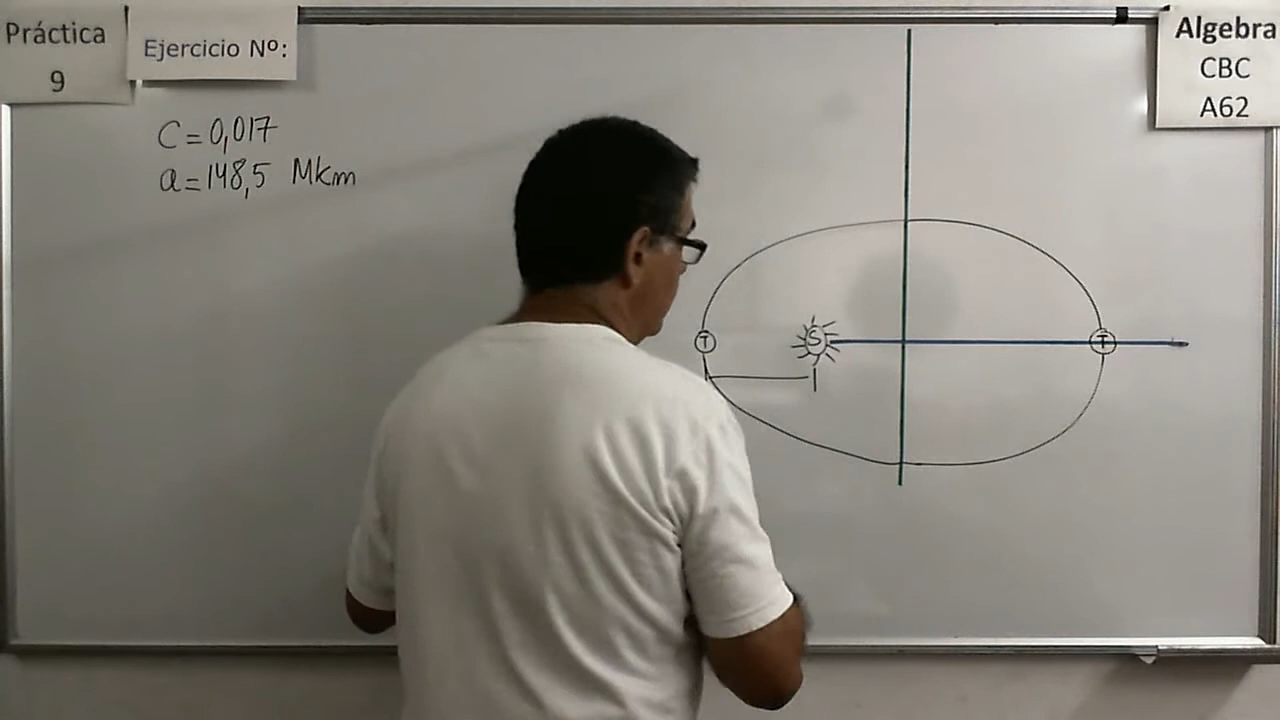 Práctica
9
Ejercicio Nº:
Algebra
CBC
A62
C = 0,017
a = 148,5 Mkm
T
S
T